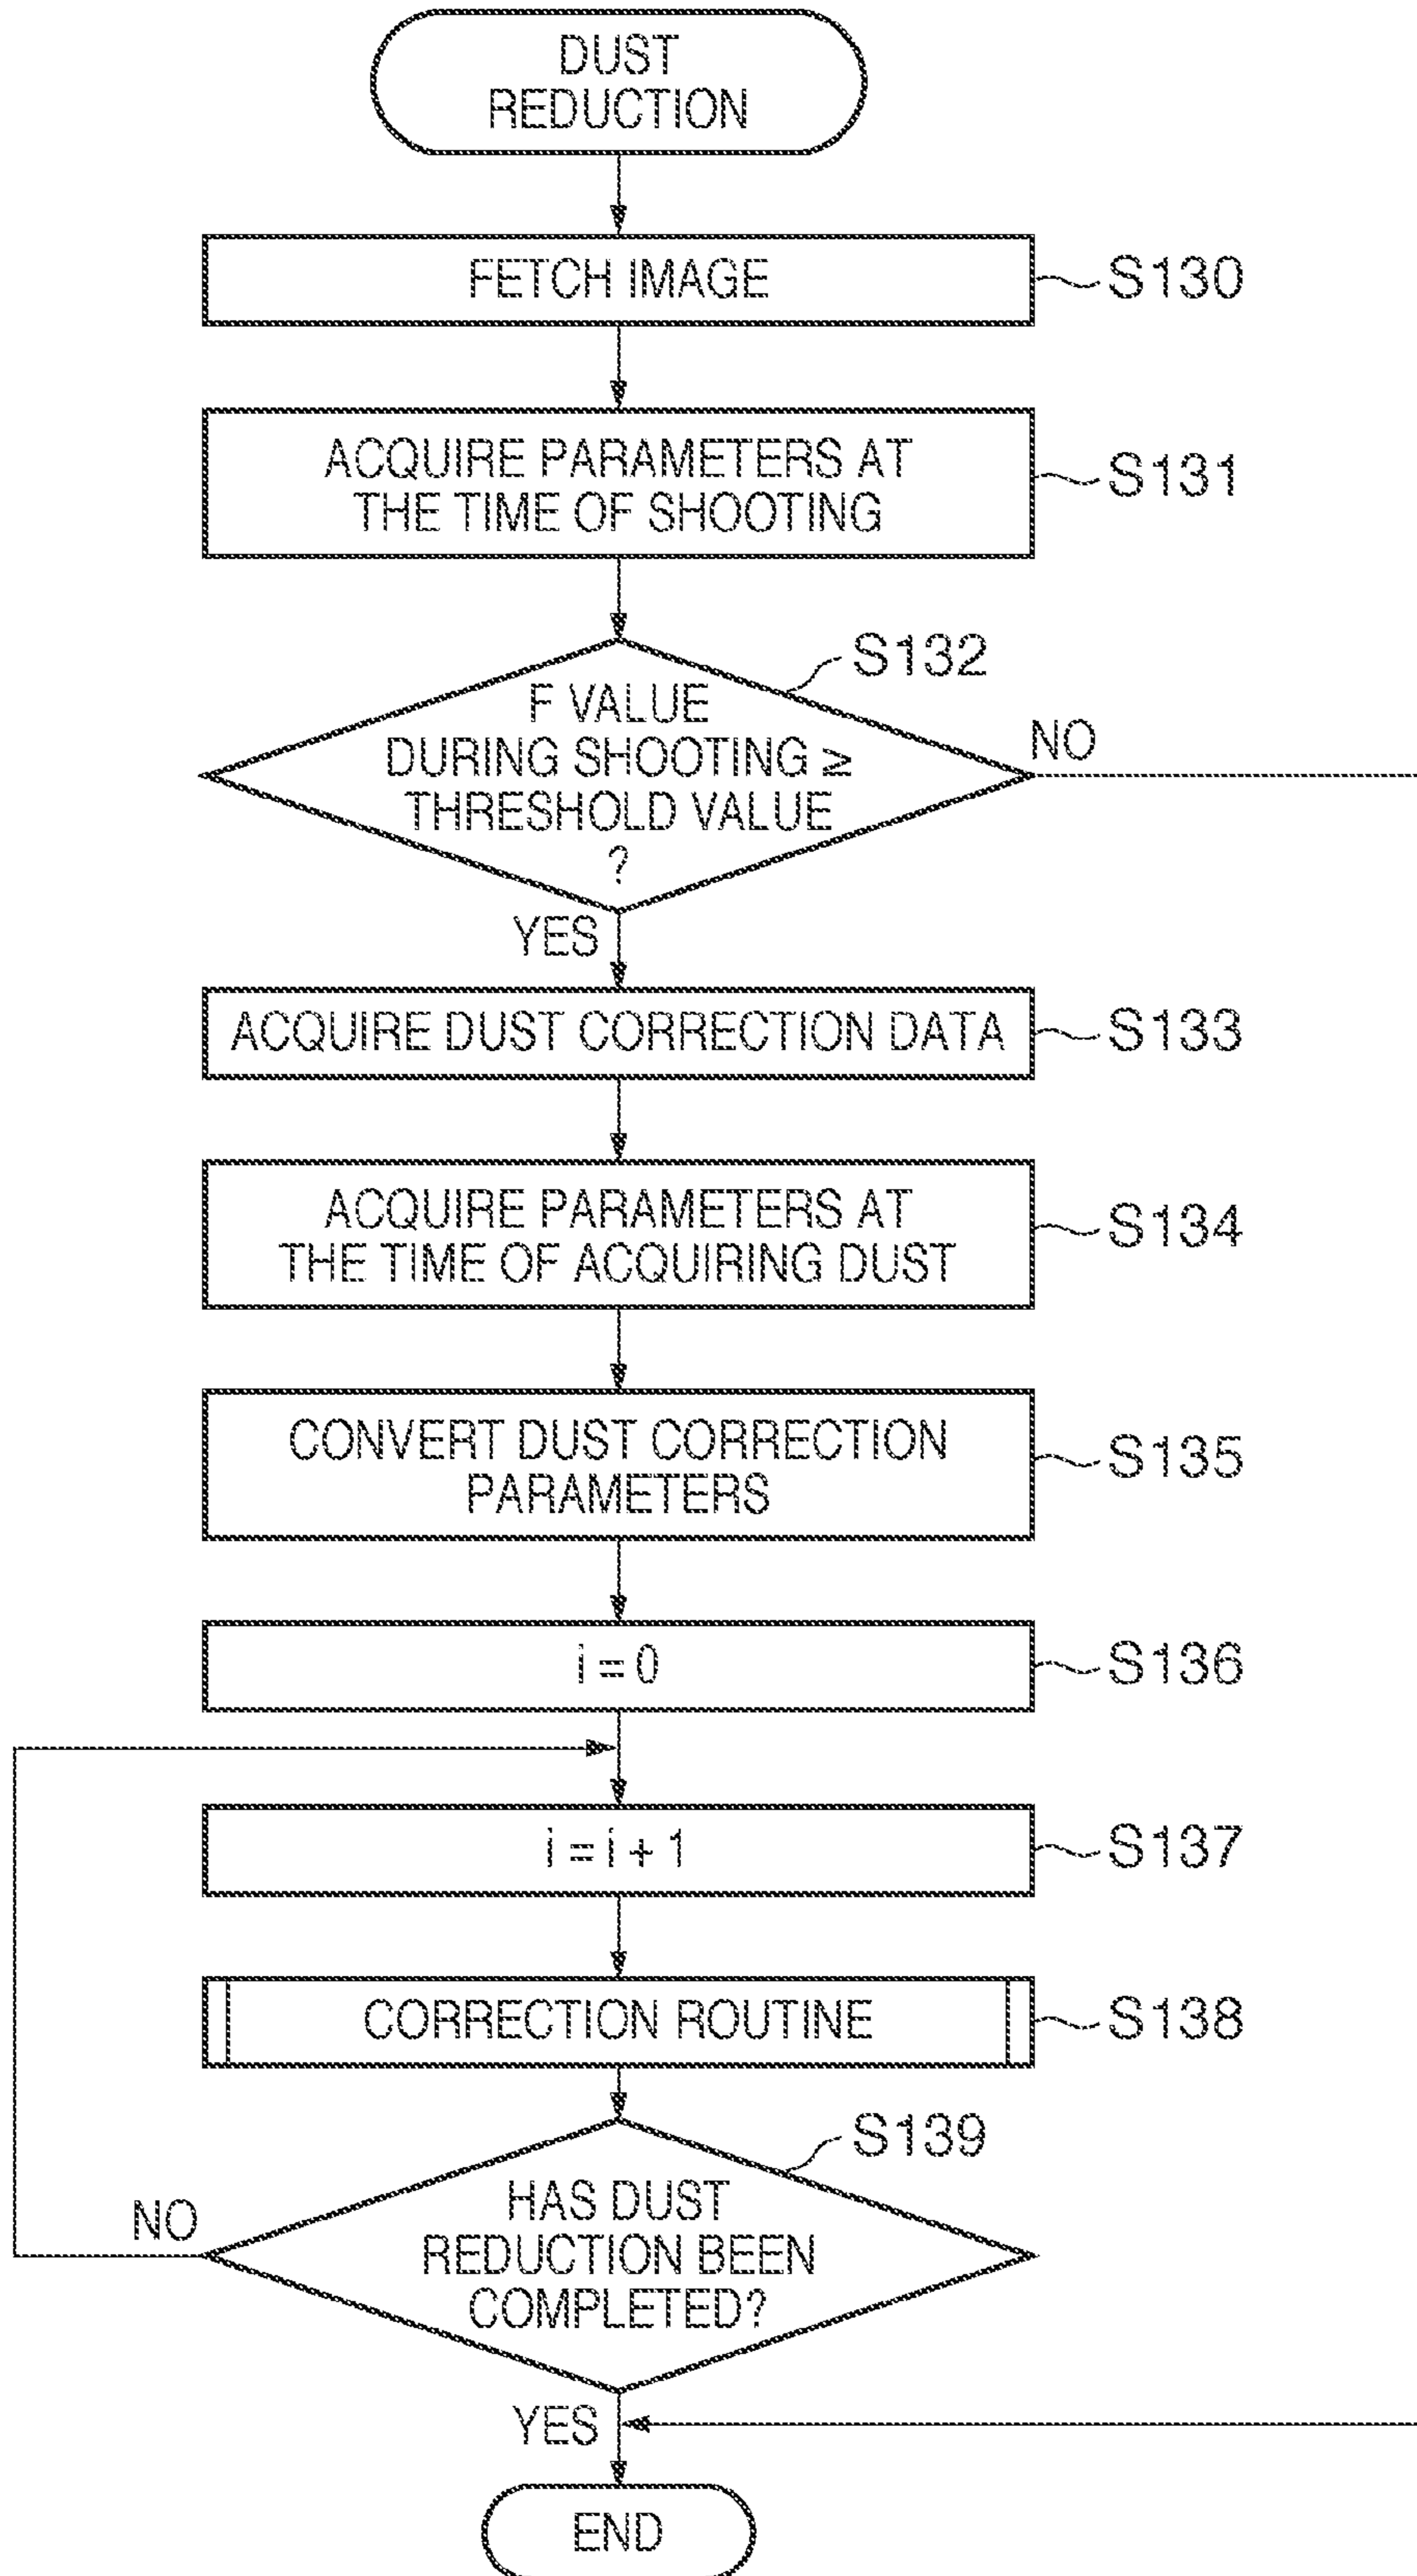 DUST
REDUCTION
FETCH IMAGE
S130
ACQUIRE PARAMETERS AT
THE TIME OF SHOOTING
S131
S132
F VALUE
DURING SHOOTING ≥
THRESHOLD VALUE
?
NO
YES
ACQUIRE DUST CORRECTION DATA
S133
ACQUIRE PARAMETERS AT
THE TIME OF ACQUIRING DUST
S134
CONVERT DUST CORRECTION
PARAMETERS
S135
i = 0
S136
i = i + 1
S137
CORRECTION ROUTINE
S138
S139
HAS DUST
REDUCTION BEEN
COMPLETED?
NO
YES
END